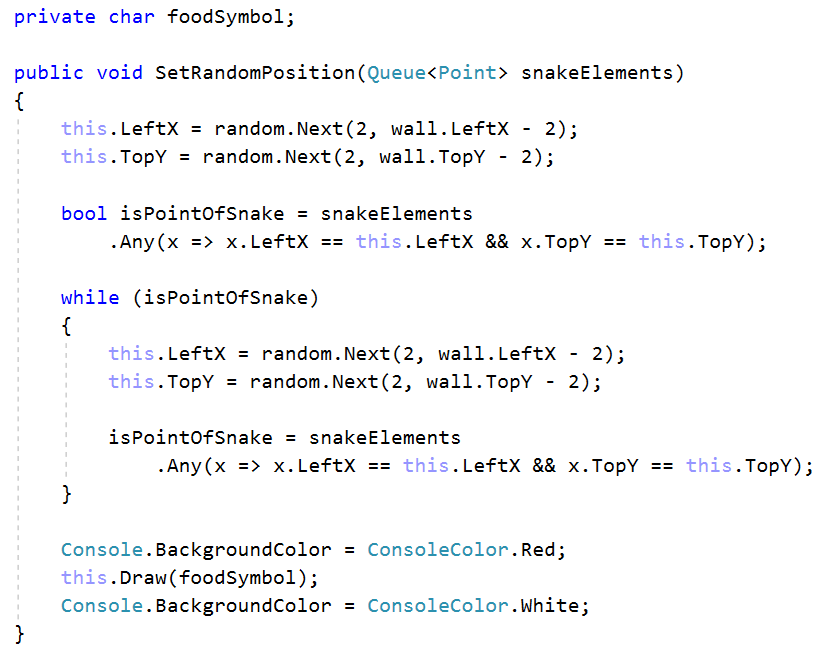 private char foodSymbol;
public void SetRandomPosition(Queue<Point> snakeElements)
{
this.LeftX = random.Next(2, wall.LeftX - 2);
this.TopY = random.Next(2, wall.TopY - 2);
bool isPointOfSnake = snakeElements
.Any(x => x.LeftX == this.LeftX && x.TopY == this.TopY);
while (isPointOfSnake)
{
this.LeftX = random.Next(2, wall.LeftX - 2);
this.TopY = random.Next(2, wall.TopY - 2);
isPointOfSnake = snakeElements
.Any(x => x.LeftX == this.LeftX && x.TopY == this.TopY);
}
Console.BackgroundColor = ConsoleColor.Red;
this.Draw(foodSymbol);
Console.BackgroundColor = ConsoleColor.White;
}